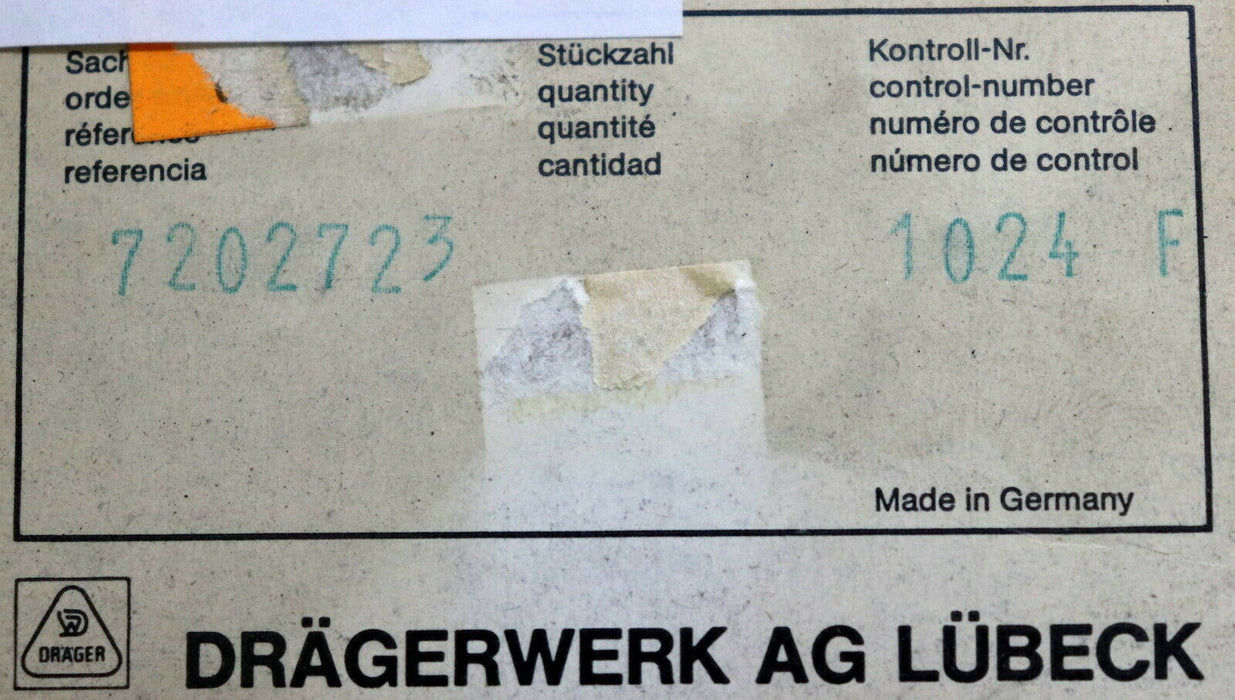 Sach
orde
référence
referencia
7202723
Stückzahl
quantity
quantité
cantidad
Kontroll-Nr.
control-number
numéro de contrôle
número de control
1024 F
Made in Germany
DRÄGER
DRÄGERWERK AG LÜBECK